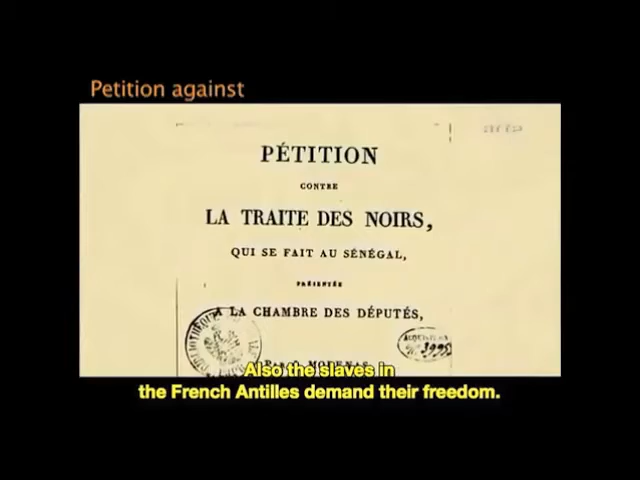 Petition against
PÉTITION
CONTRE
LA TRAITE DES NOIRS,
QUI SE FAIT AU SÉNÉGAL,
PRÉSENTÉE
A LA CHAMBRE DES DÉPUTÉS,
Also the slaves in
the French Antilles demand their freedom.